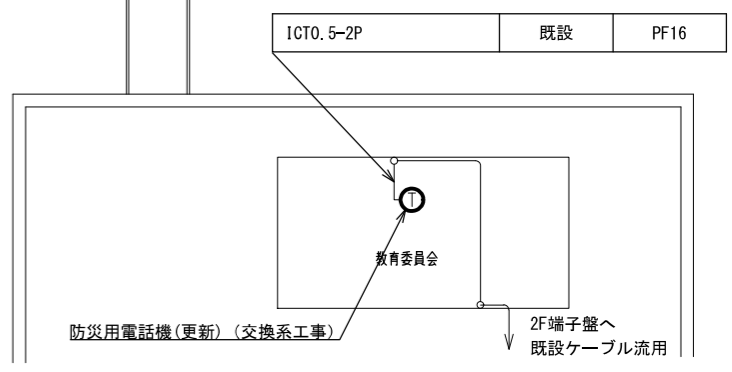 ICT0.5-2P 既設 PF16
T
教育委員会
防災用電話機(更新) (交換系工事)
2F端子盤へ
既設ケーブル流用